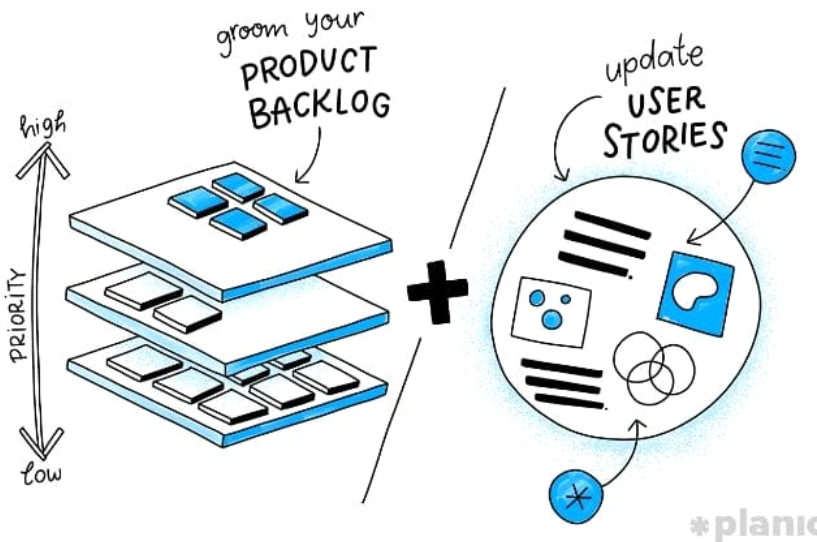 groom your
PRODUCT
BACKLOG
high
PRIORITY
low
update
USER
STORIES
*planio